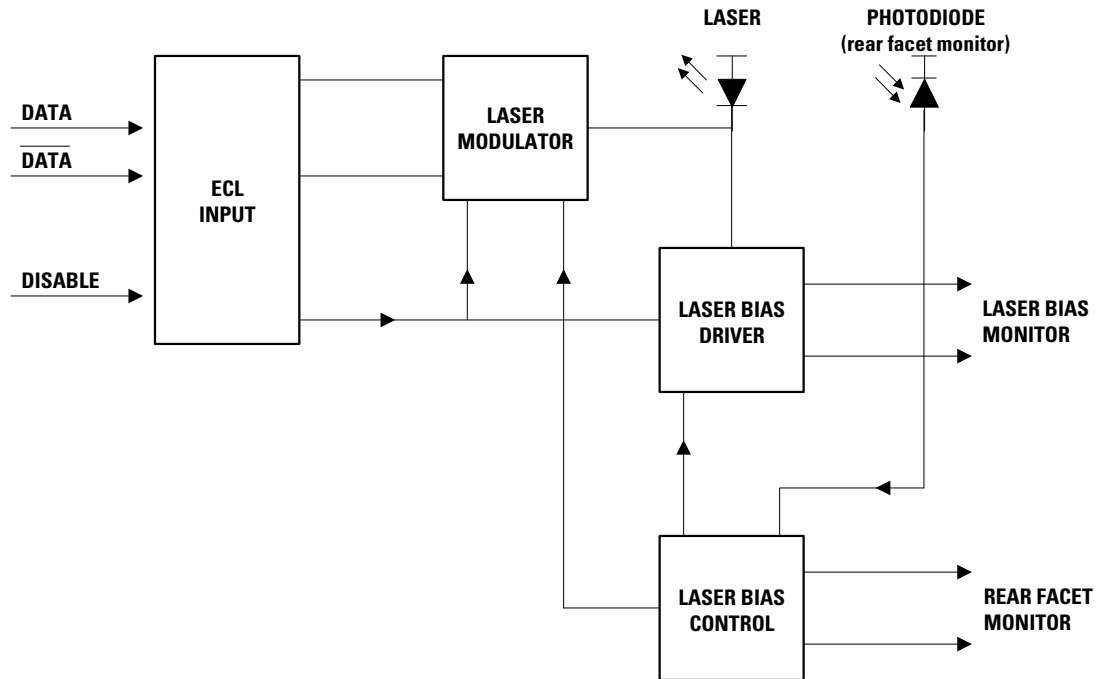 LASER
PHOTODIODE
(rear facet monitor)
DATA
D̅A̅T̅A̅
DISABLE
ECL
INPUT
LASER
MODULATOR
LASER BIAS
DRIVER
LASER BIAS
MONITOR
LASER BIAS
CONTROL
REAR FACET
MONITOR